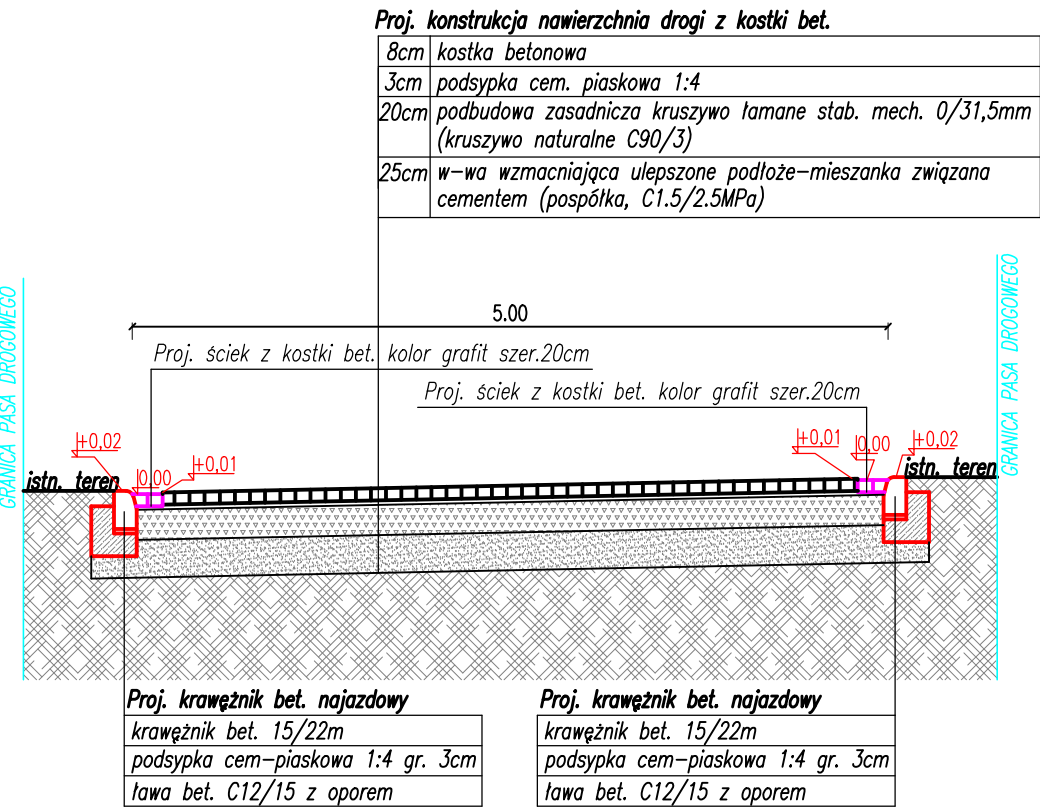 Proj. konstrukcja nawierzchnia drogi z kostki bet.
8cm kostka betonowa
3cm podsypka cem. piaskowa 1:4
20cm podbudowa zasadnicza kruszywo łamane stab. mech. 0/31,5mm
(kruszywo naturalne C90/3)
25cm w-wa wzmacniająca ulepszone podłoże-mieszanka związana
cementem (pospółka, C1.5/2.5MPa)
GRANICA PASA DROGOWEGO
GRANICA PASA DROGOWEGO
5.00
Proj. ściek z kostki bet. kolor grafit szer.20cm
Proj. ściek z kostki bet. kolor grafit szer.20cm
+0,02
0,00
+0,01
+0,01
0,00
+0,02
istn. teren
istn. teren
Proj. krawężnik bet. najazdowy
krawężnik bet. 15/22m
podsypka cem-piaskowa 1:4 gr. 3cm
ława bet. C12/15 z oporem
Proj. krawężnik bet. najazdowy
krawężnik bet. 15/22m
podsypka cem-piaskowa 1:4 gr. 3cm
ława bet. C12/15 z oporem